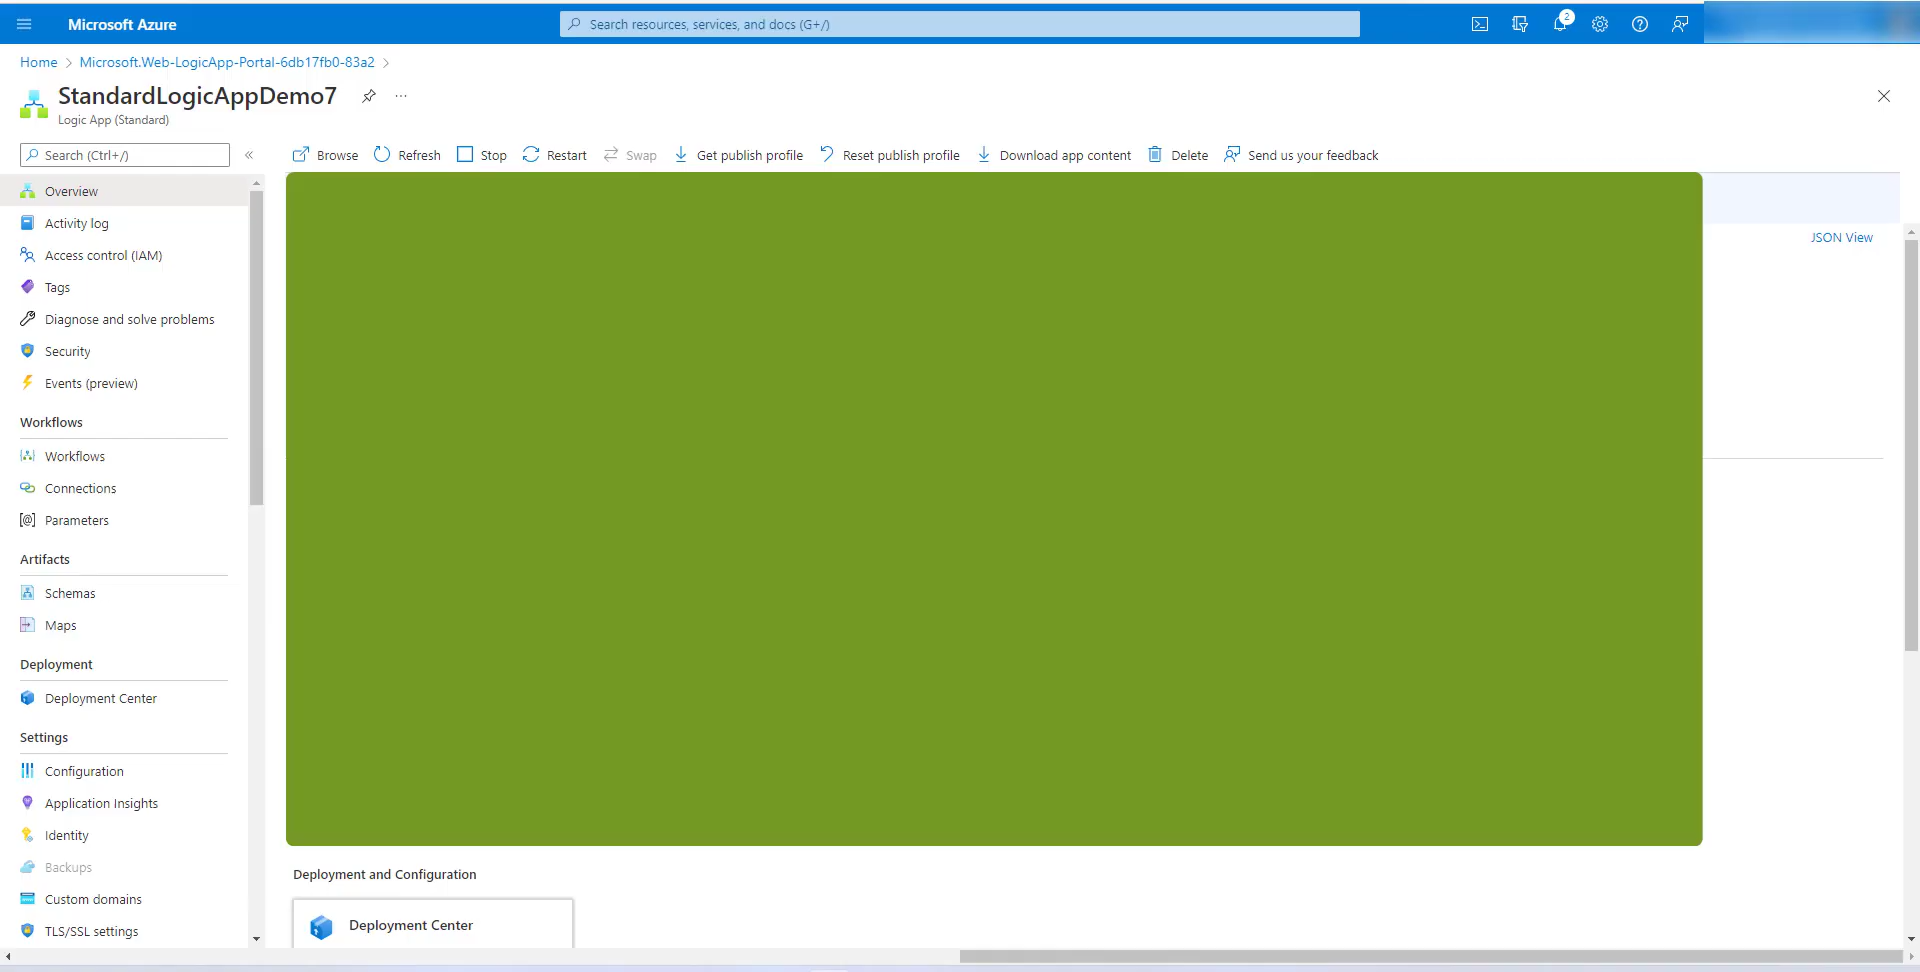 Microsoft Azure
Search resources, services, and docs (G+/)
2
Home > Microsoft.Web-LogicApp-Portal-6db17fb0-83a2 >
StandardLogicAppDemo7
Logic App (Standard)
Search (Ctrl+/)
Browse Refresh Stop Restart Swap Get publish profile Reset publish profile Download app content Delete Send us your feedback
JSON View
Overview
Activity log
Access control (IAM)
Tags
Diagnose and solve problems
Security
Events (preview)
Workflows
Workflows
Connections
Parameters
Artifacts
Schemas
Maps
Deployment
Deployment Center
Settings
Configuration
Application Insights
Identity
Backups
Custom domains
TLS/SSL settings
Deployment and Configuration
Deployment Center